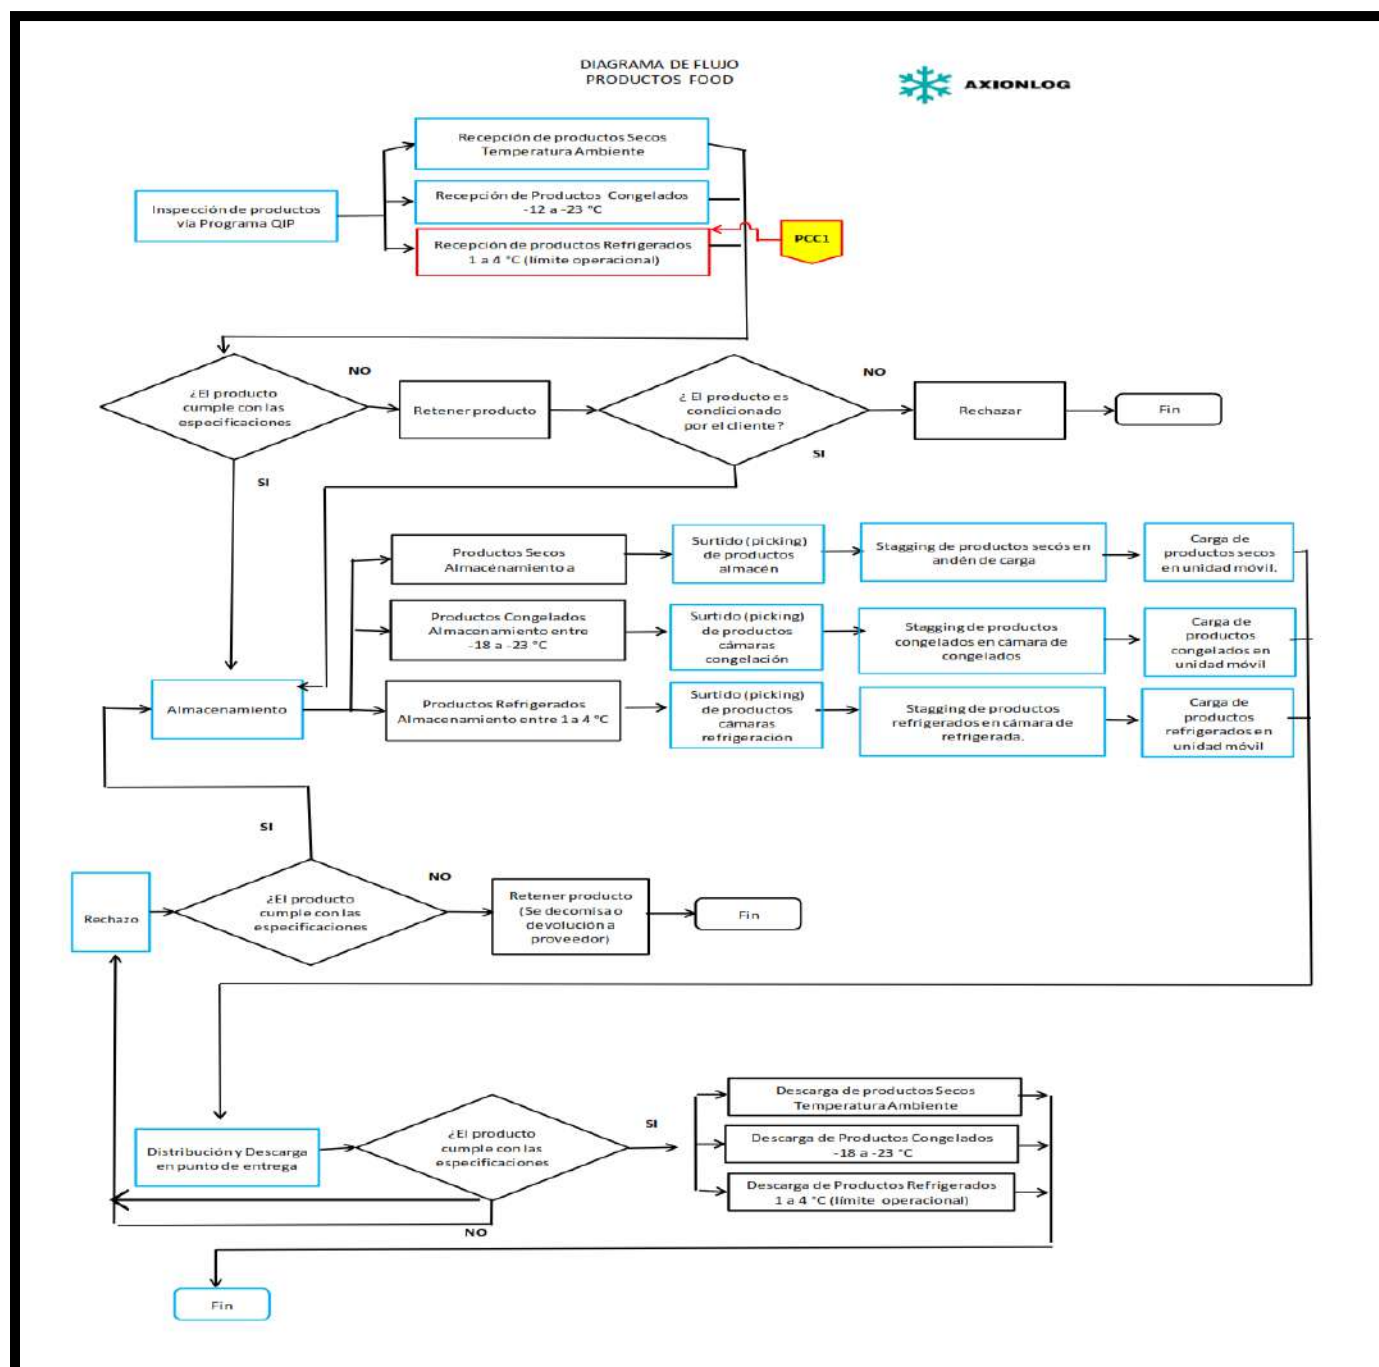 DIAGRAMA DE FLUJO
PRODUCTOS FOOD
AXIONLOG
Recepción de productos Secos
Temperatura Ambiente
Inspección de productos
vía Programa QIP
Recepción de Productos Congelados
-12 a -23 °C
PCC1
Recepción de productos Refrigerados
1 a 4 °C (límite operacional)
¿El producto
cumple con las
especificaciones
NO
Retener producto
¿ El producto es
condicionado
por el cliente?
NO
Rechazar
Fin
SI
SI
Productos Secos
Almacénamiento a
Surtido (picking)
de productos
almacén
Stagging de productos secós en
andén de carga
Carga de
productos secos
en unidad móvil.
Productos Congelados
Almacenamiento entre
-18 a -23 °C
Surtido (picking)
de productos
cámaras
congelación
Stagging de productos
congelados en cámara de
congelados
Carga de
productos
congelados en
unidad móvil
Almacenamiento
Productos Refrigerados
Almacenamiento entre 1 a 4 °C
Surtido (picking)
de productos
cámaras
refrigeración
Stagging de productos
refrigerados en cámara de
refrigerada.
Carga de
productos
refrigerados en
unidad móvil
SI
Rechazo
¿El producto
cumple con las
especificaciones
NO
Retener producto
(Se decomisa o
devolución a
proveedor)
Fin
Distribución y Descarga
en punto de entrega
¿El producto
cumple con las
especificaciones
SI
Descarga de productos Secos
Temperatura Ambiente
Descarga de Productos Congelados
-18 a -23 °C
Descarga de Productos Refrigerados
1 a 4 °C (límite operacional)
NO
Fin